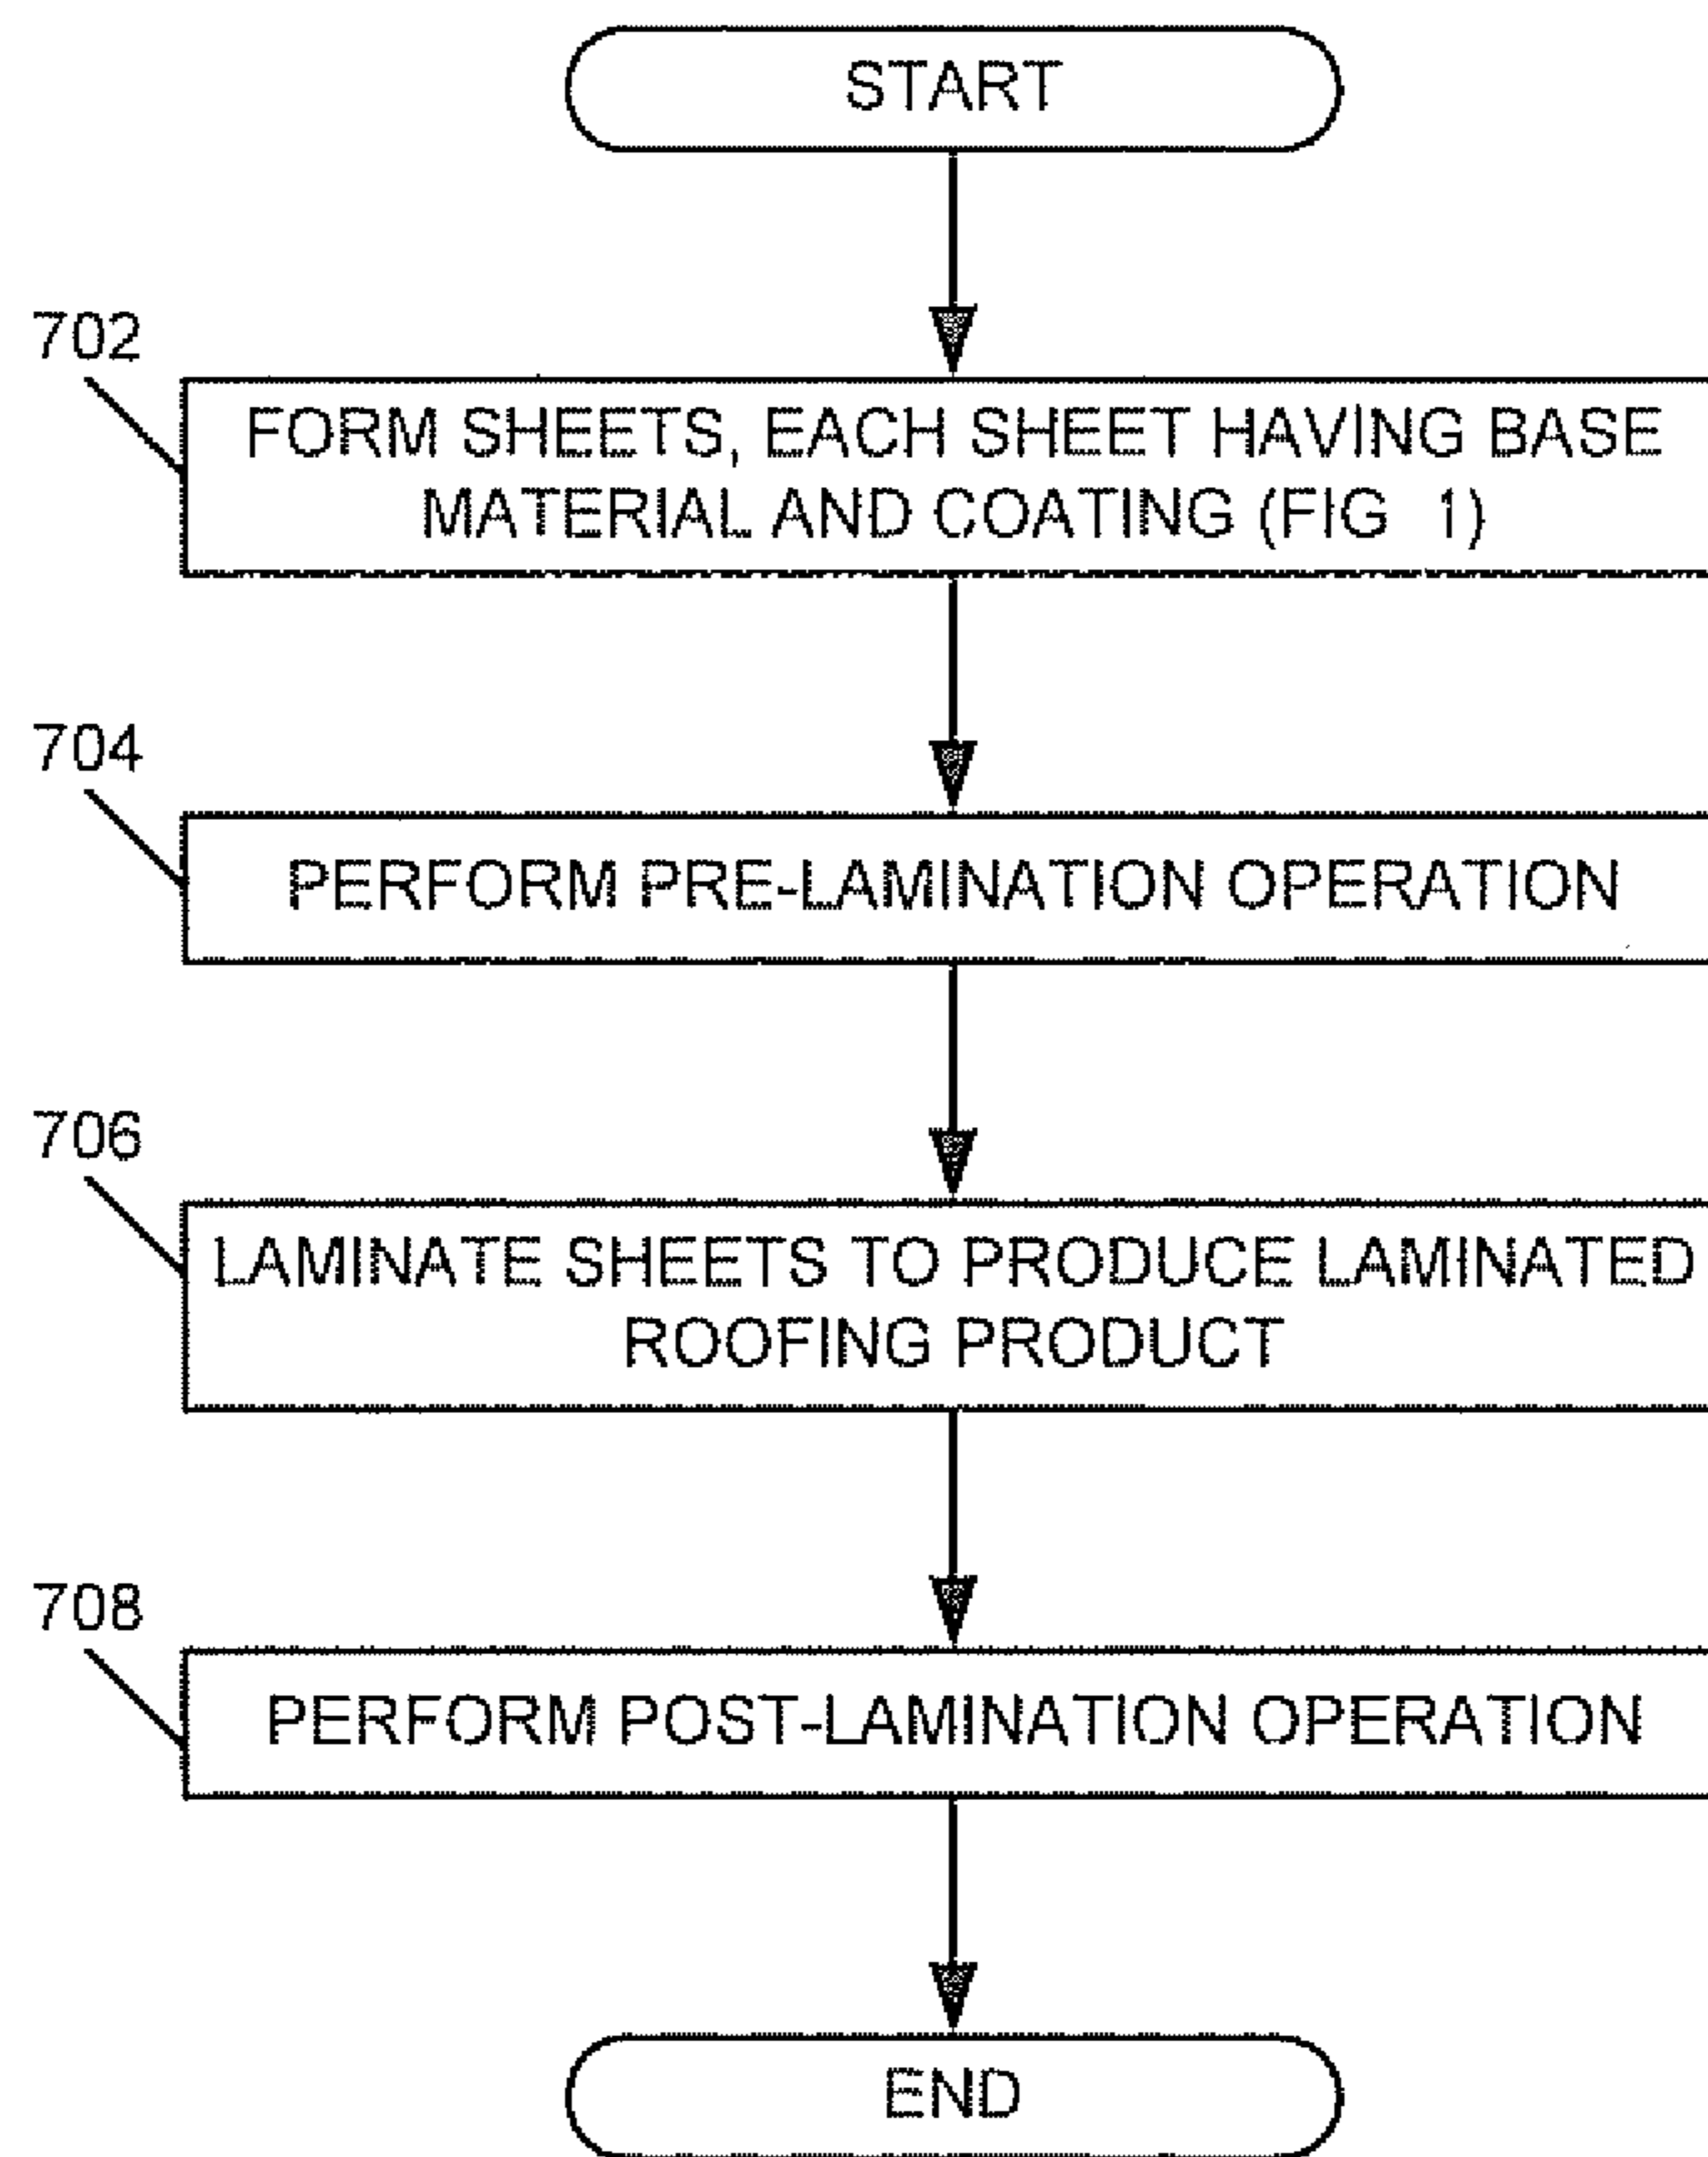 START
702
FORM SHEETS, EACH SHEET HAVING BASE
MATERIAL AND COATING (FIG 1)
704
PERFORM PRE-LAMINATION OPERATION
706
LAMINATE SHEETS TO PRODUCE LAMINATED
ROOFING PRODUCT
708
PERFORM POST-LAMINATION OPERATION
END